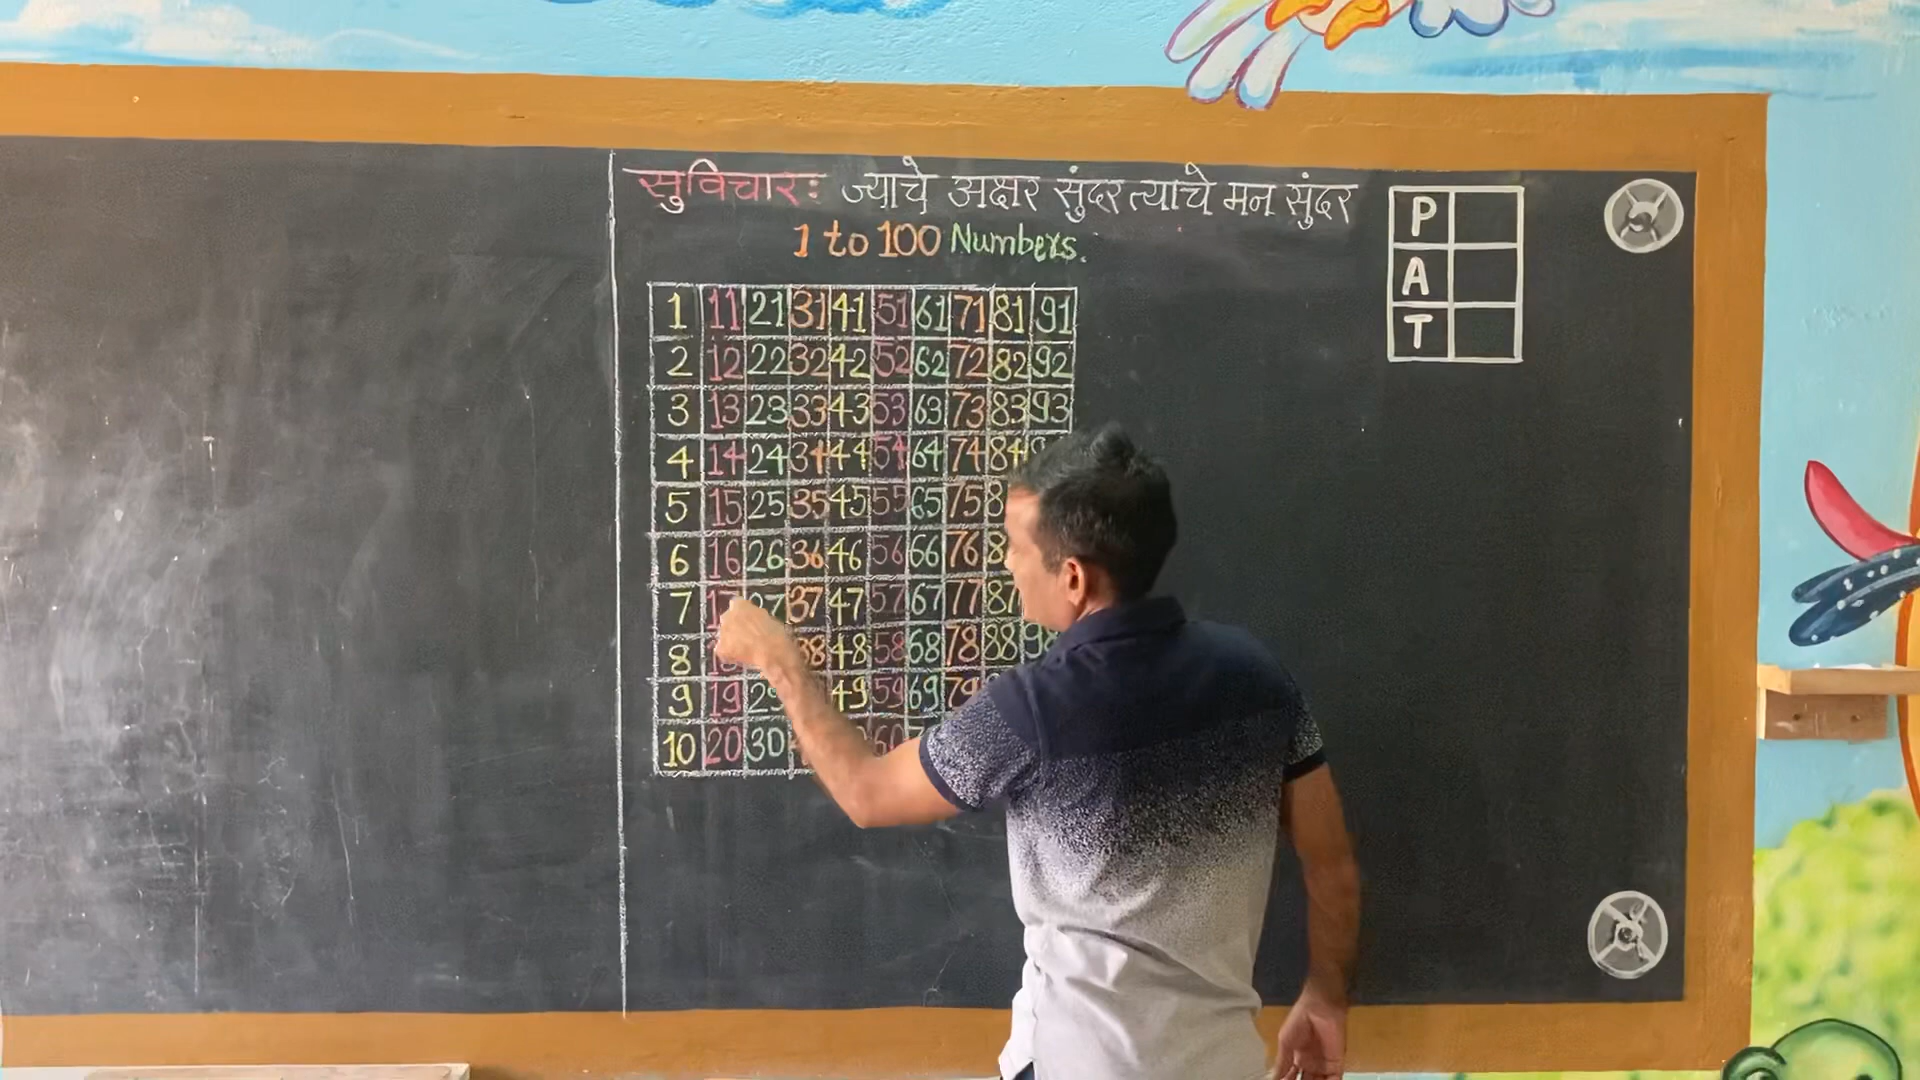 सुविचारः ज्याचे अक्षर सुंदर त्याचे मन सुंदर
1 to 100 Numbers.
1 11 21 31 41 51 61 71 81 91
2 12 22 32 42 52 62 72 82 92
3 13 23 33 43 53 63 73 83 93
4 14 24 34 44 54 64 74 84
5 15 25 35 45 55 65 75
6 16 26 36 46 56 66 76
7 17 27 37 47 57 67 77 87
8 38 48 58 68 78 88 98
9 19 29 49 59 69 79
10 20 30 60
P
A
T